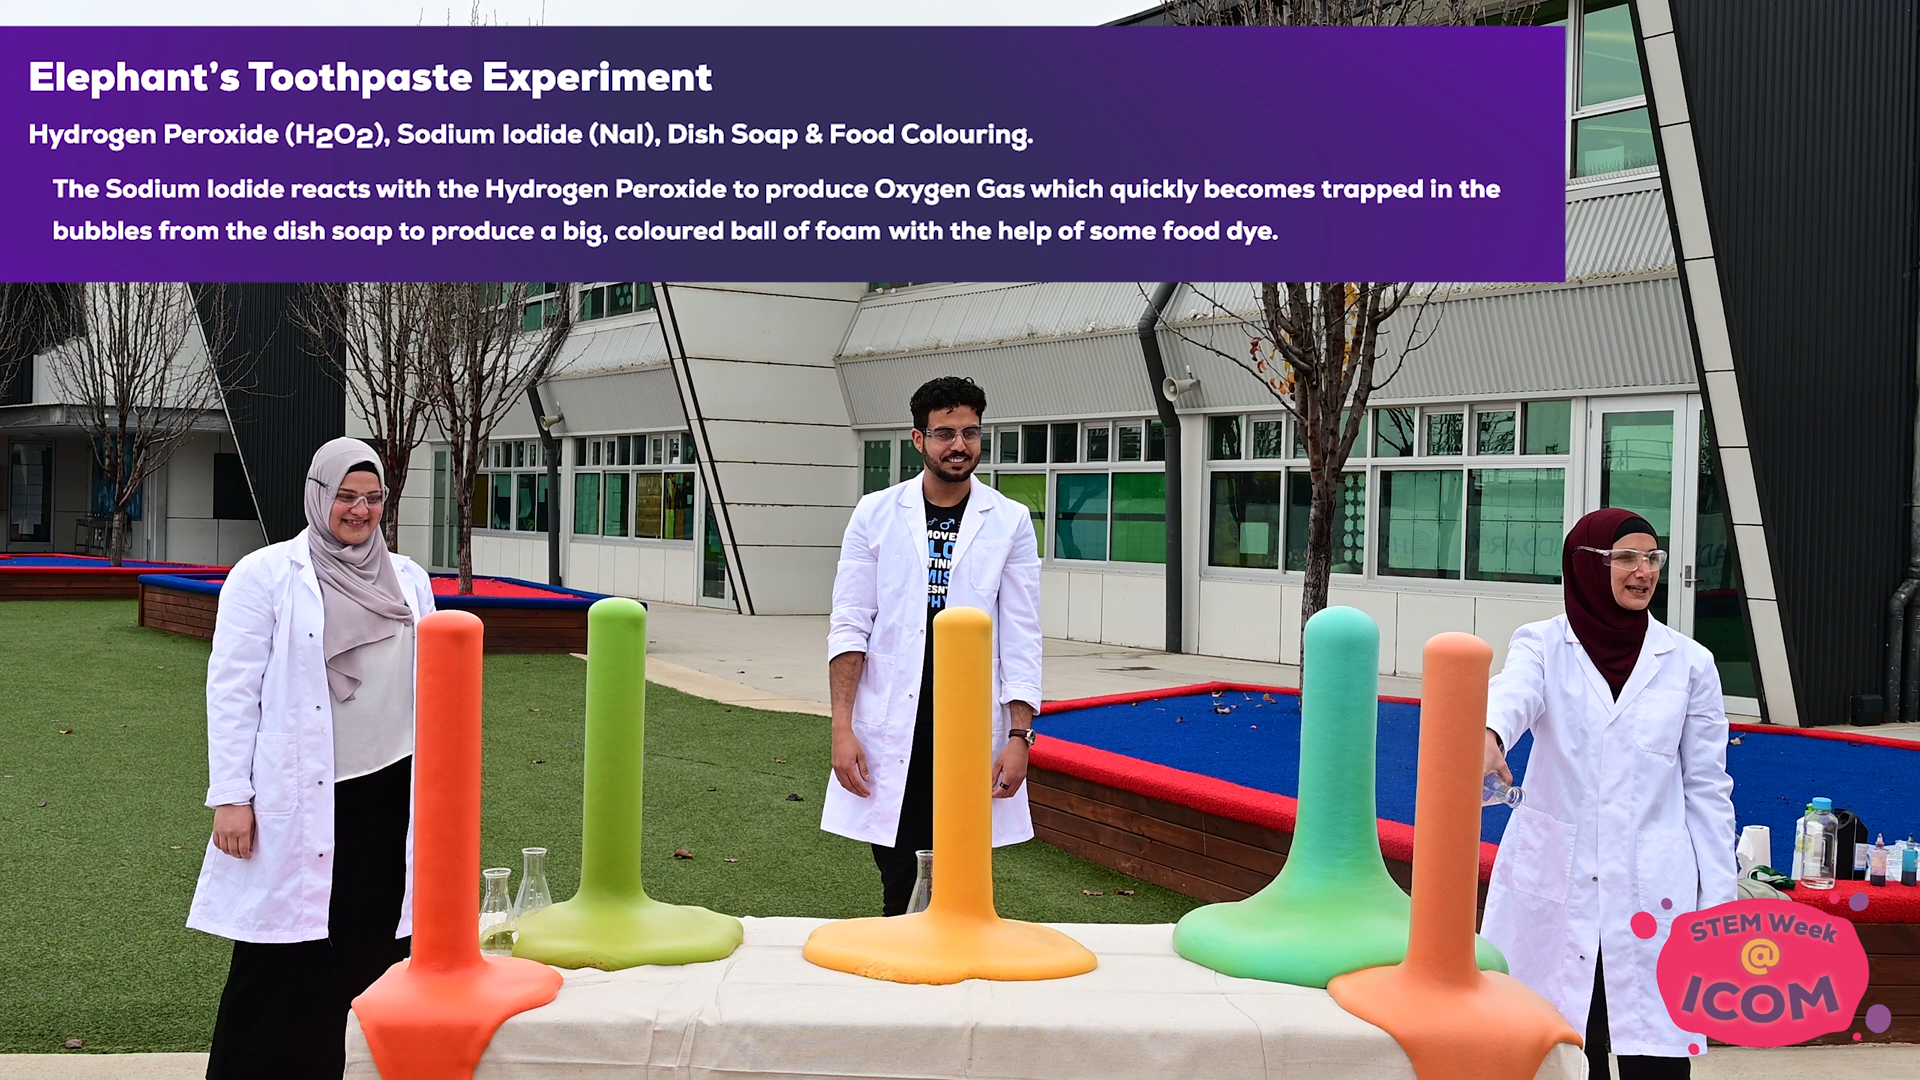 Elephant's Toothpaste Experiment
Hydrogen Peroxide (H2O2), Sodium Iodide (NaI), Dish Soap & Food Colouring.
The Sodium Iodide reacts with the Hydrogen Peroxide to produce Oxygen Gas which quickly becomes trapped in the
bubbles from the dish soap to produce a big, coloured ball of foam with the help of some food dye.
STEM Week
@
ICOM